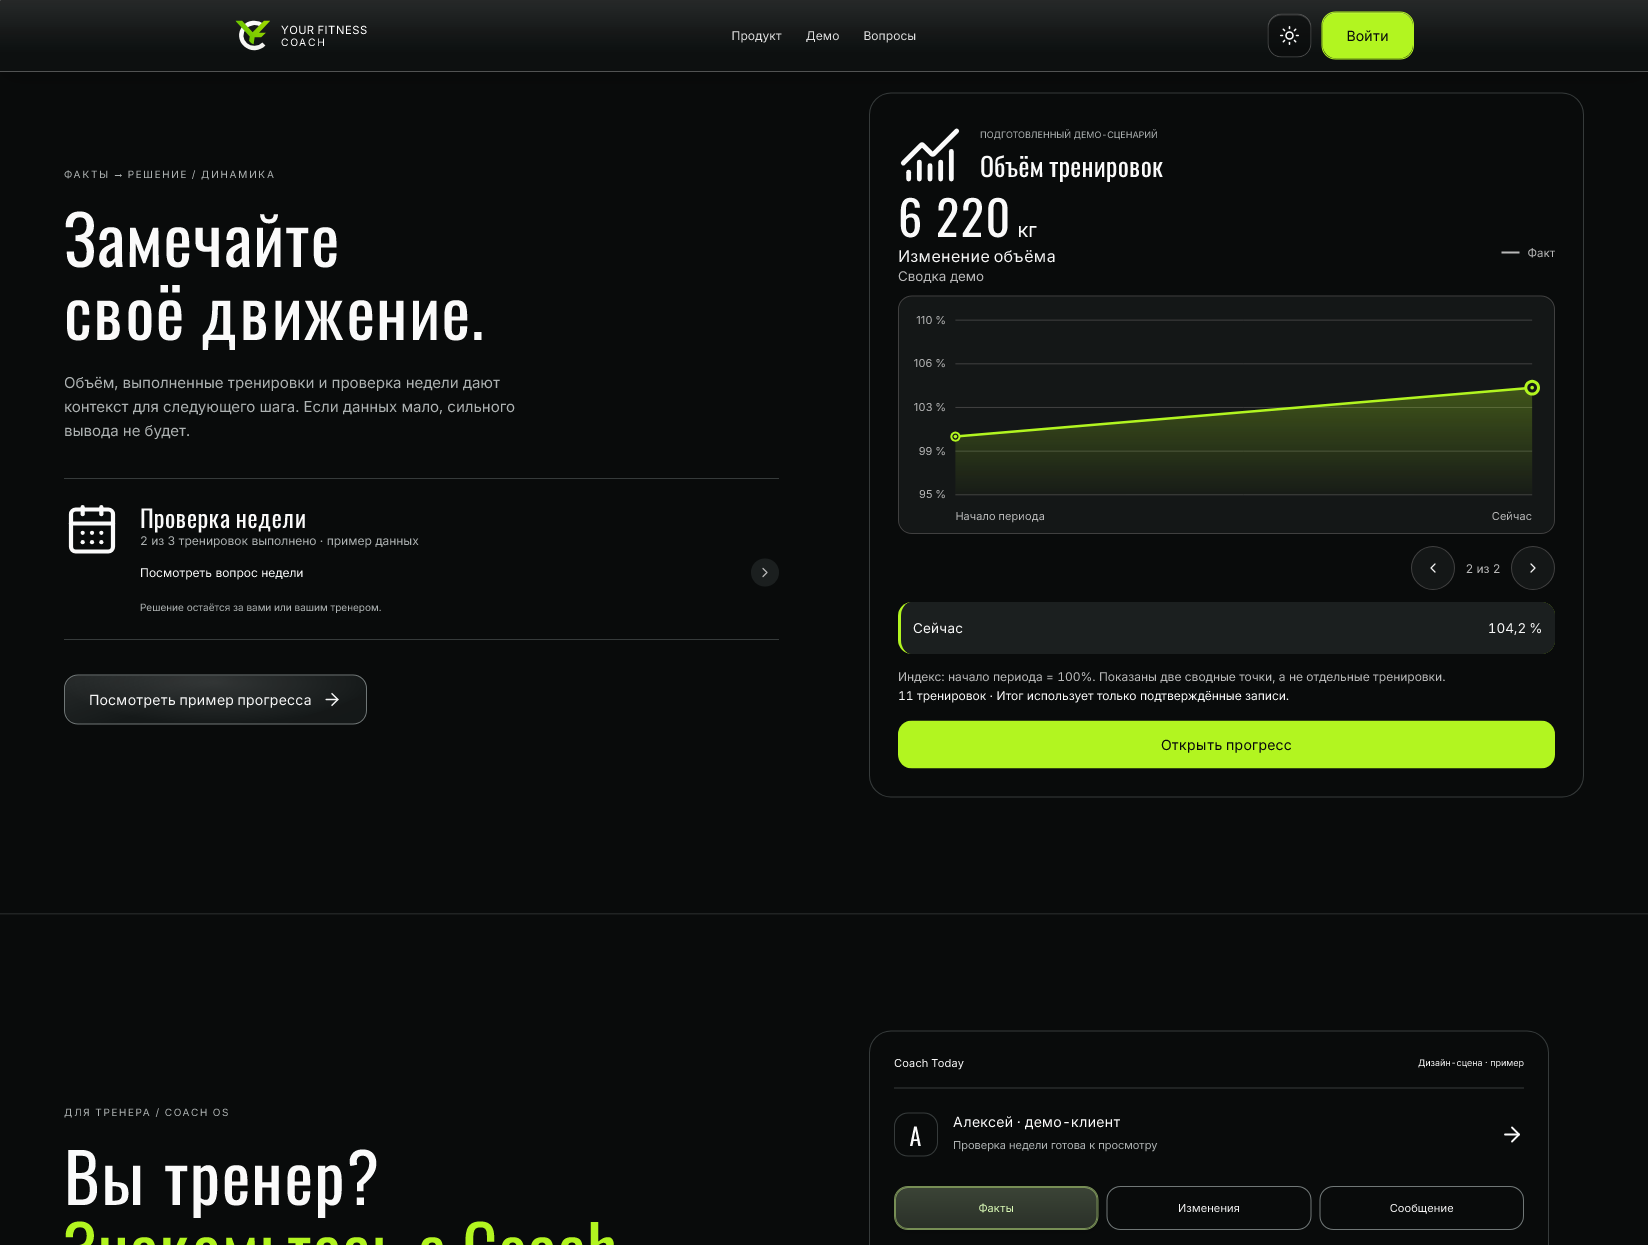 YOUR FITNESS
COACH
Продукт
Демо
Вопросы
Войти
ФАКТЫ → РЕШЕНИЕ / ДИНАМИКА
Замечайте
своё движение.
Объём, выполненные тренировки и проверка недели дают
контекст для следующего шага. Если данных мало, сильного
вывода не будет.
Проверка недели
2 из 3 тренировок выполнено · пример данных
Посмотреть вопрос недели
Решение остаётся за вами или вашим тренером.
Посмотреть пример прогресса →
ПОДГОТОВЛЕННЫЙ ДЕМО-СЦЕНАРИЙ
Объём тренировок
6 220 кг
Изменение объёма
Сводка демо
Факт
110 %
106 %
103 %
99 %
95 %
Начало периода
Сейчас
2 из 2
Сейчас
104,2 %
Индекс: начало периода = 100%. Показаны две сводные точки, а не отдельные тренировки.
11 тренировок · Итог использует только подтверждённые записи.
Открыть прогресс
ДЛЯ ТРЕНЕРА / COACH OS
Вы тренер?
Знакомьтесь с Coach
Coach Today
Дизайн-сцена · пример
А
Алексей · демо-клиент
Проверка недели готова к просмотру
Факты
Изменения
Сообщение